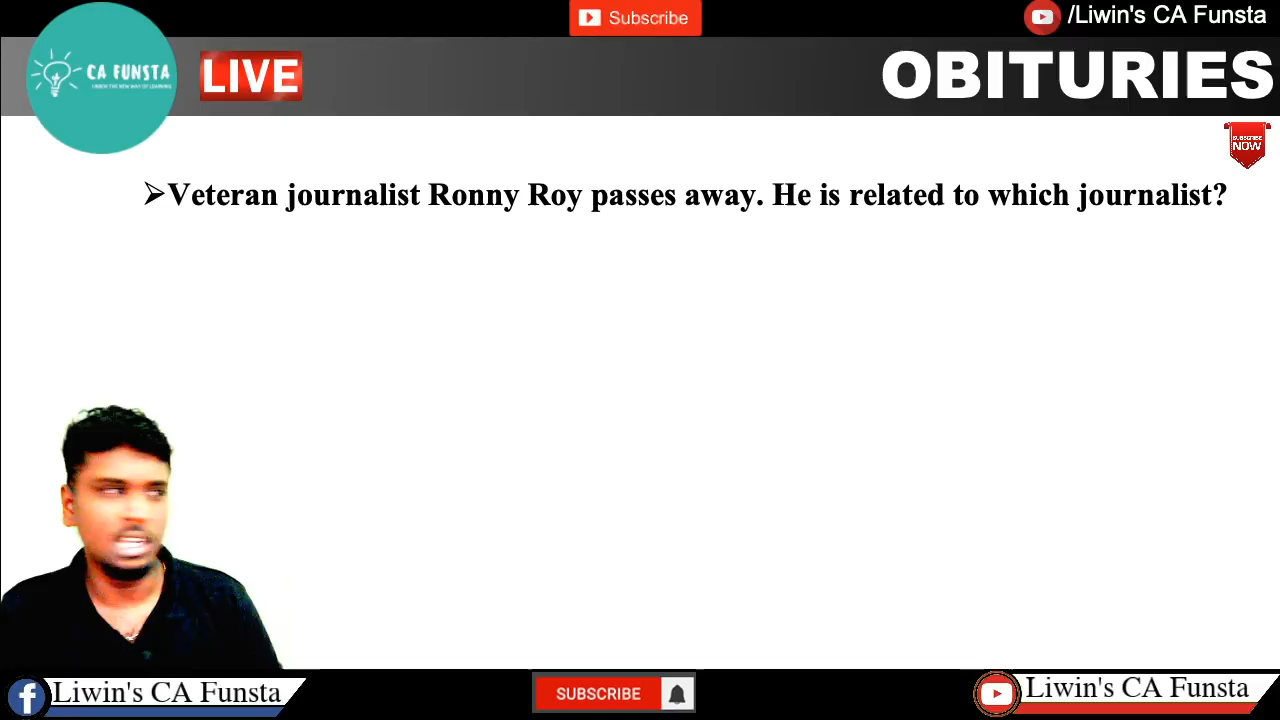 Subscribe
/Liwin's CA Funsta
CA FUNSTA
LIVE
OBITURIES
SUBSCRIBE
NOW
➢Veteran journalist Ronny Roy passes away. He is related to which journalist?
Liwin's CA Funsta
SUBSCRIBE
Liwin's CA Funsta